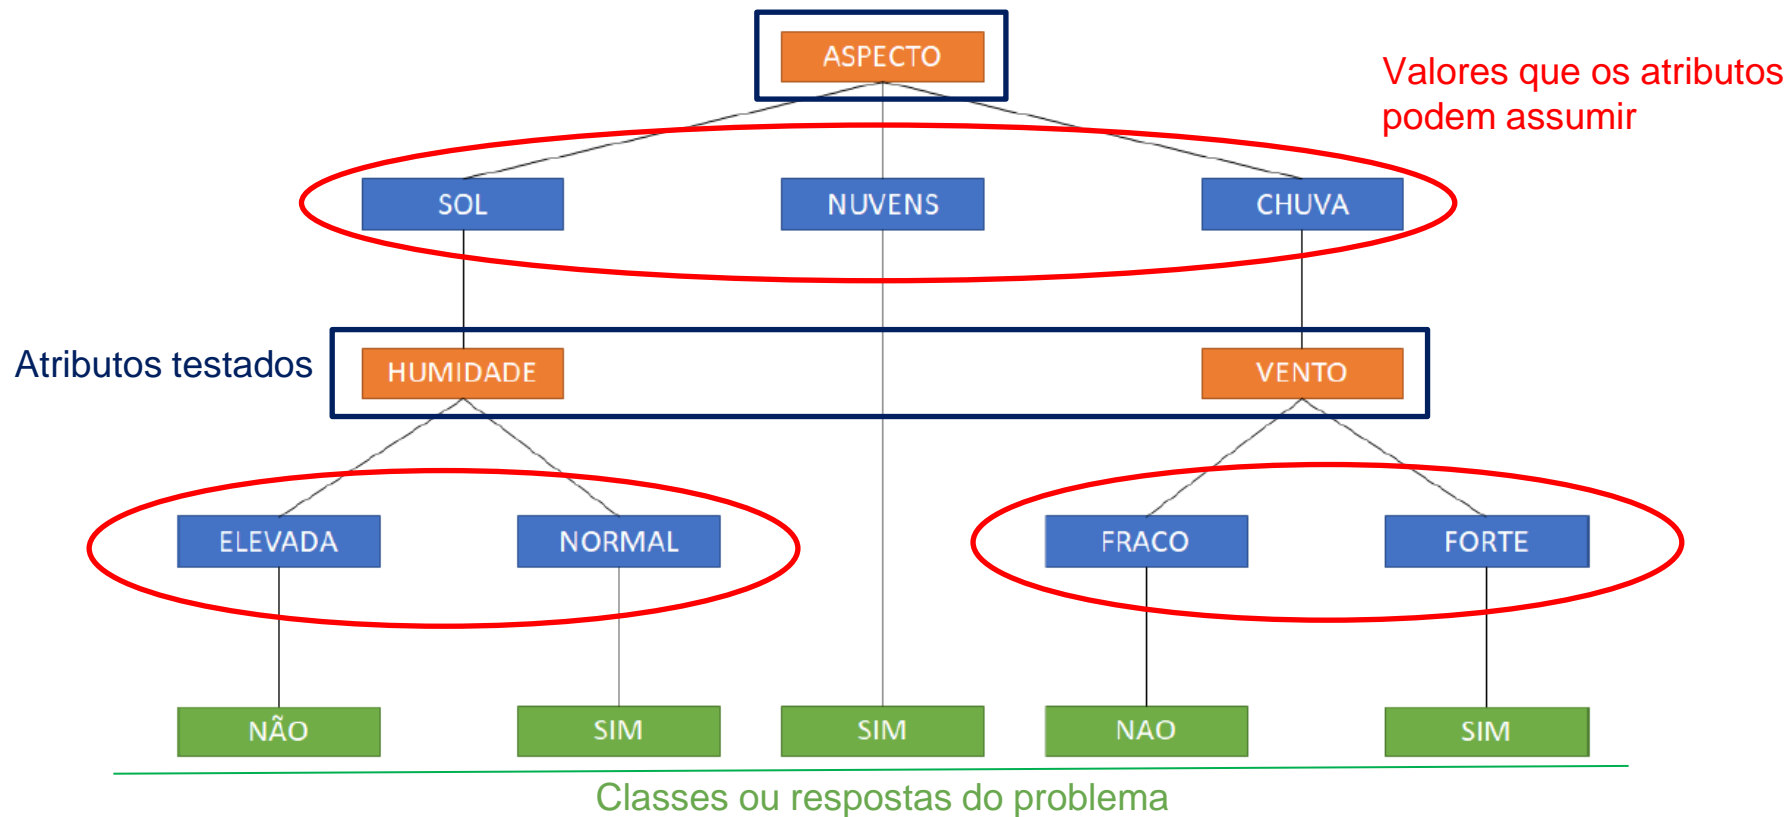 ASPECTO
Valores que os atributos
podem assumir
SOL
NUVENS
CHUVA
Atributos testados
HUMIDADE
VENTO
ELEVADA
NORMAL
FRACO
FORTE
NÃO
SIM
SIM
NAO
SIM
Classes ou respostas do problema